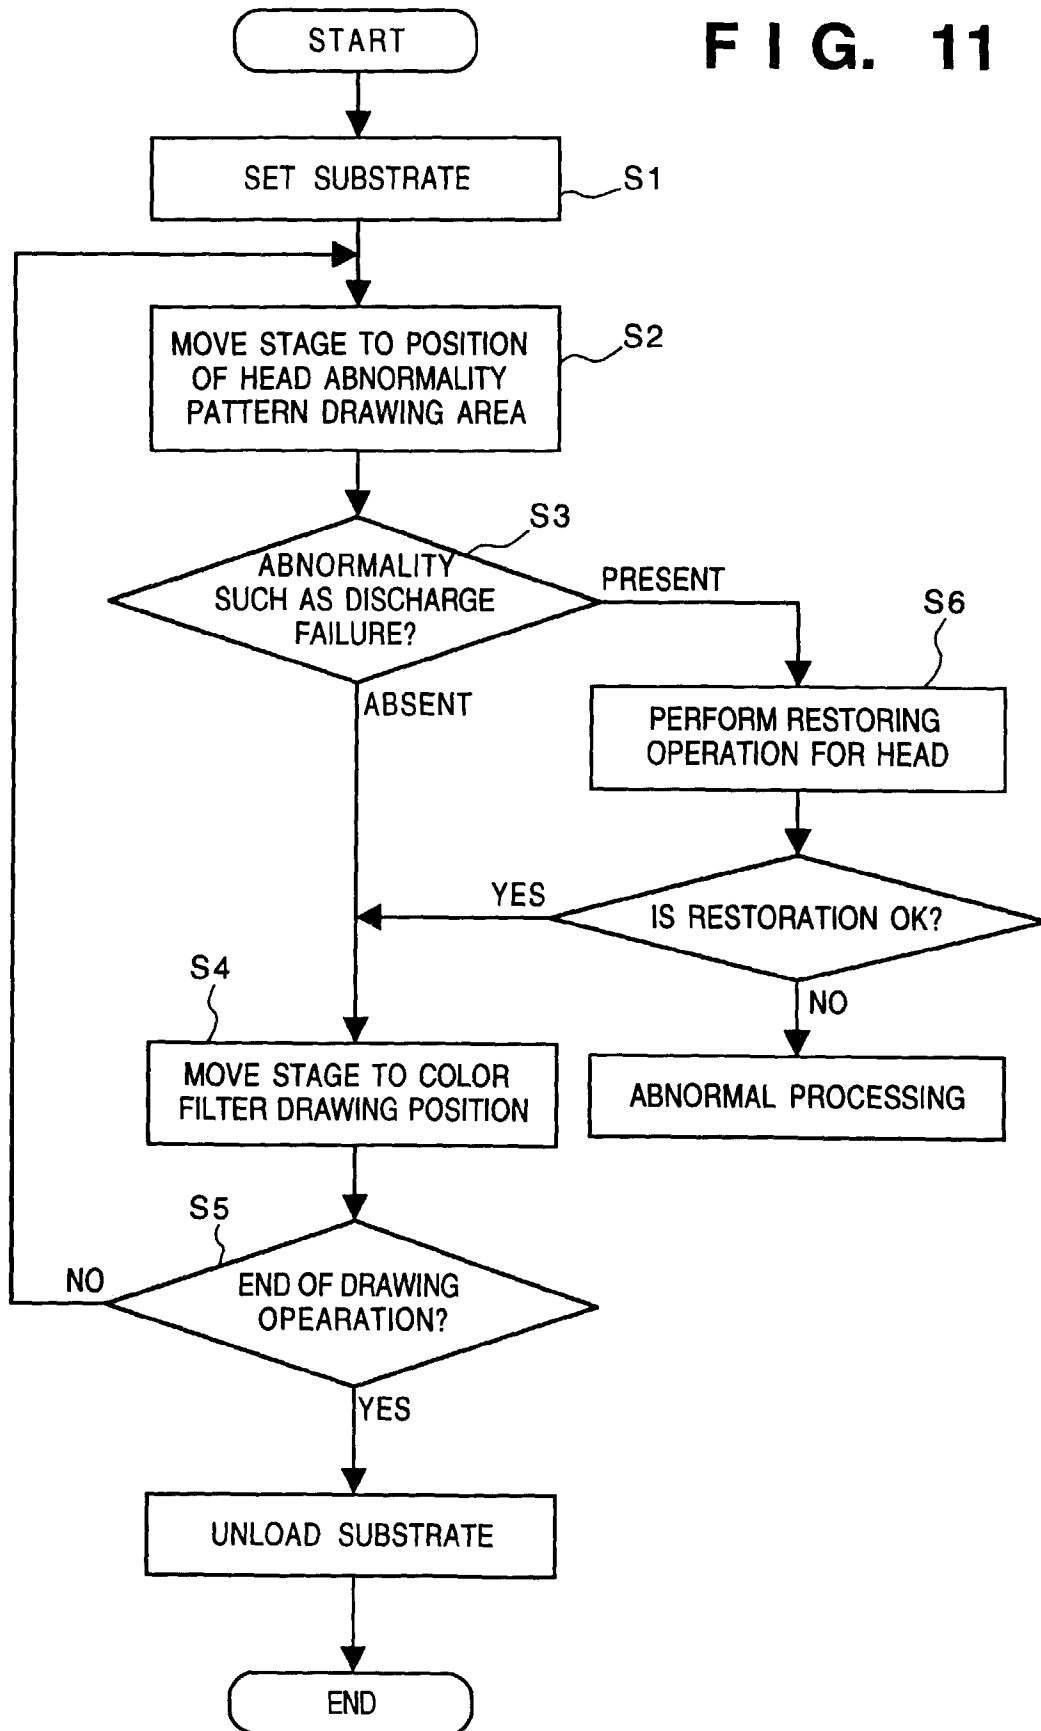 START
FIG. 11
SET SUBSTRATE
S1
MOVE STAGE TO POSITION
OF HEAD ABNORMALITY
PATTERN DRAWING AREA
S2
S3
ABNORMALITY
SUCH AS DISCHARGE
FAILURE?
PRESENT
ABSENT
S6
PERFORM RESTORING
OPERATION FOR HEAD
YES
IS RESTORATION OK?
NO
ABNORMAL PROCESSING
S4
MOVE STAGE TO COLOR
FILTER DRAWING POSITION
S5
NO
END OF DRAWING
OPEARATION?
YES
UNLOAD SUBSTRATE
END